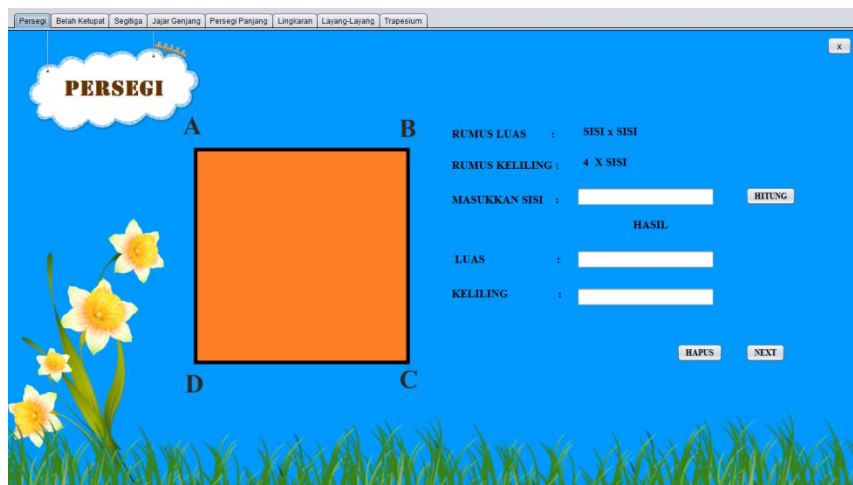 Persegi Belah Ketupat Segitiga Jajar Genjang Persegi Panjang Lingkaran Layang-Layang Trapesium
x
PERSEGI
A B
RUMUS LUAS : SISI x SISI
RUMUS KELILING : 4 X SISI
MASUKKAN SISI : HITUNG
HASIL
LUAS :
KELILING :
HAPUS NEXT
D C